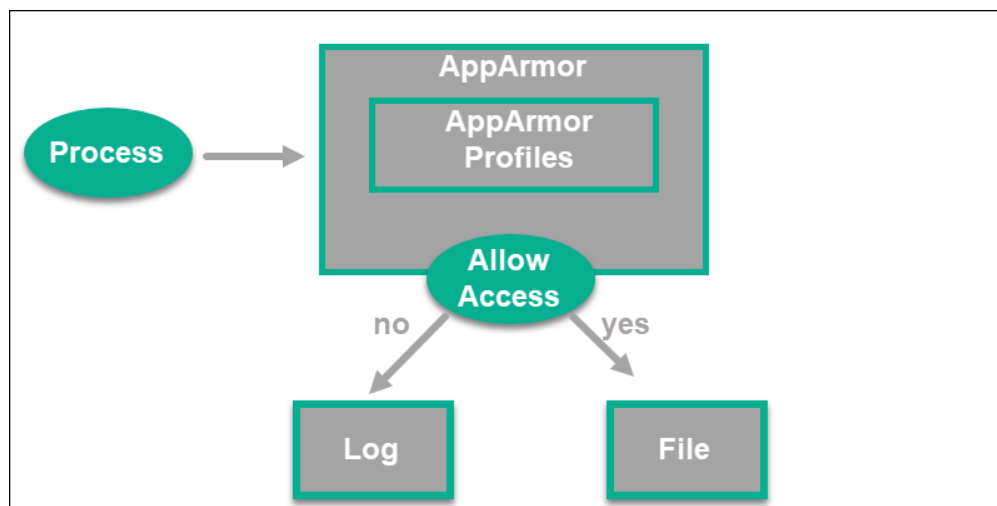 AppArmor
AppArmor
Profiles
Process
Allow
Access
no
yes
Log
File